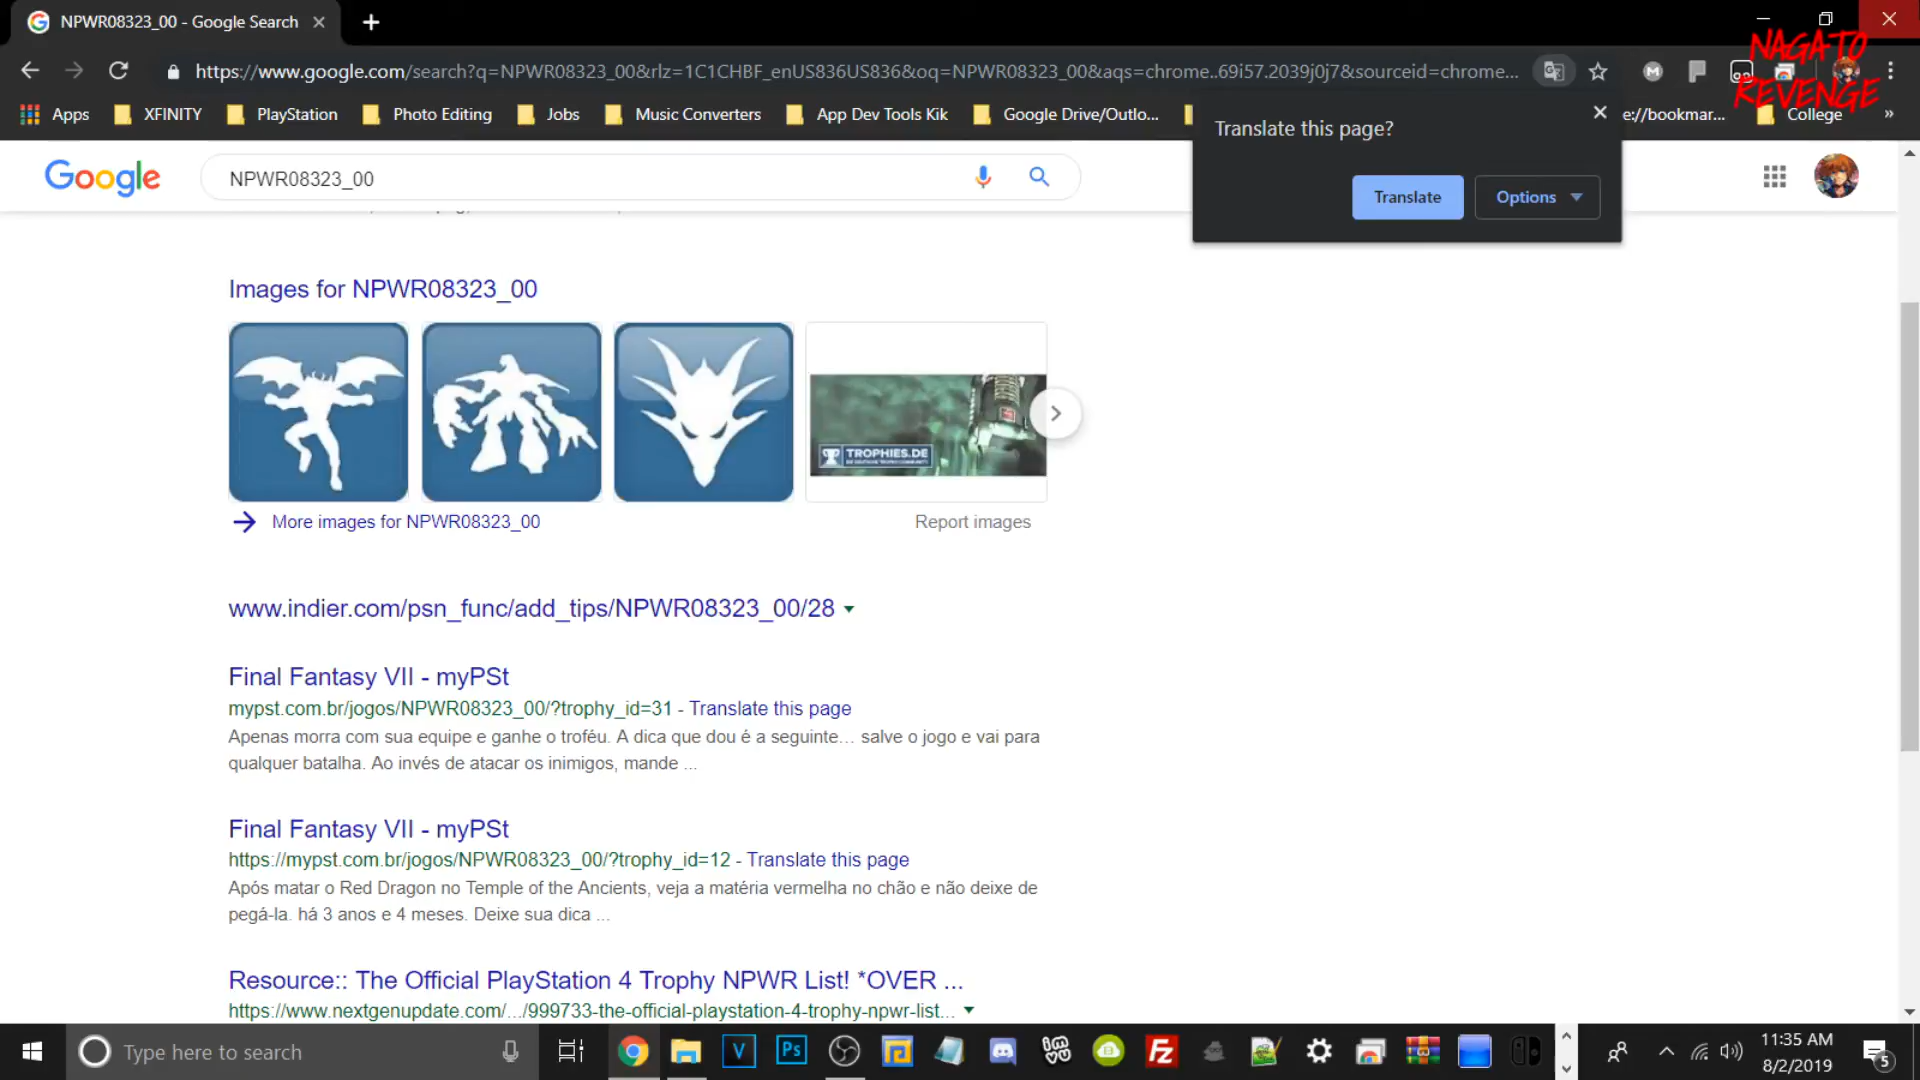 NPWR08323_00 - Google Search
NAGATO
REVENGE
https://www.google.com/search?q=NPWR08323_00&rlz=1C1CHBF_enUS836US836&oq=NPWR08323_00&aqs=chrome..69i57.2039j0j7&sourceid=chrome...
Apps
XFINITY
PlayStation
Photo Editing
Jobs
Music Converters
App Dev Tools Kik
Google Drive/Outlo...
e://bookmar...
College
Translate this page?
Translate
Options
Google
NPWR08323_00
Images for NPWR08323_00
TROPHIES.DE
More images for NPWR08323_00
Report images
www.indier.com/psn_func/add_tips/NPWR08323_00/28
Final Fantasy VII - myPSt
mypst.com.br/jogos/NPWR08323_00/?trophy_id=31 - Translate this page
Apenas morra com sua equipe e ganhe o troféu. A dica que dou é a seguinte… salve o jogo e vai para
qualquer batalha. Ao invés de atacar os inimigos, mande ...
Final Fantasy VII - myPSt
https://mypst.com.br/jogos/NPWR08323_00/?trophy_id=12 - Translate this page
Após matar o Red Dragon no Temple of the Ancients, veja a matéria vermelha no chão e não deixe de
pegá-la. há 3 anos e 4 meses. Deixe sua dica ...
Resource:: The Official PlayStation 4 Trophy NPWR List! *OVER ...
https://www.nextgenupdate.com/.../999733-the-official-playstation-4-trophy-npwr-list...
Type here to search
11:35 AM
8/2/2019
5